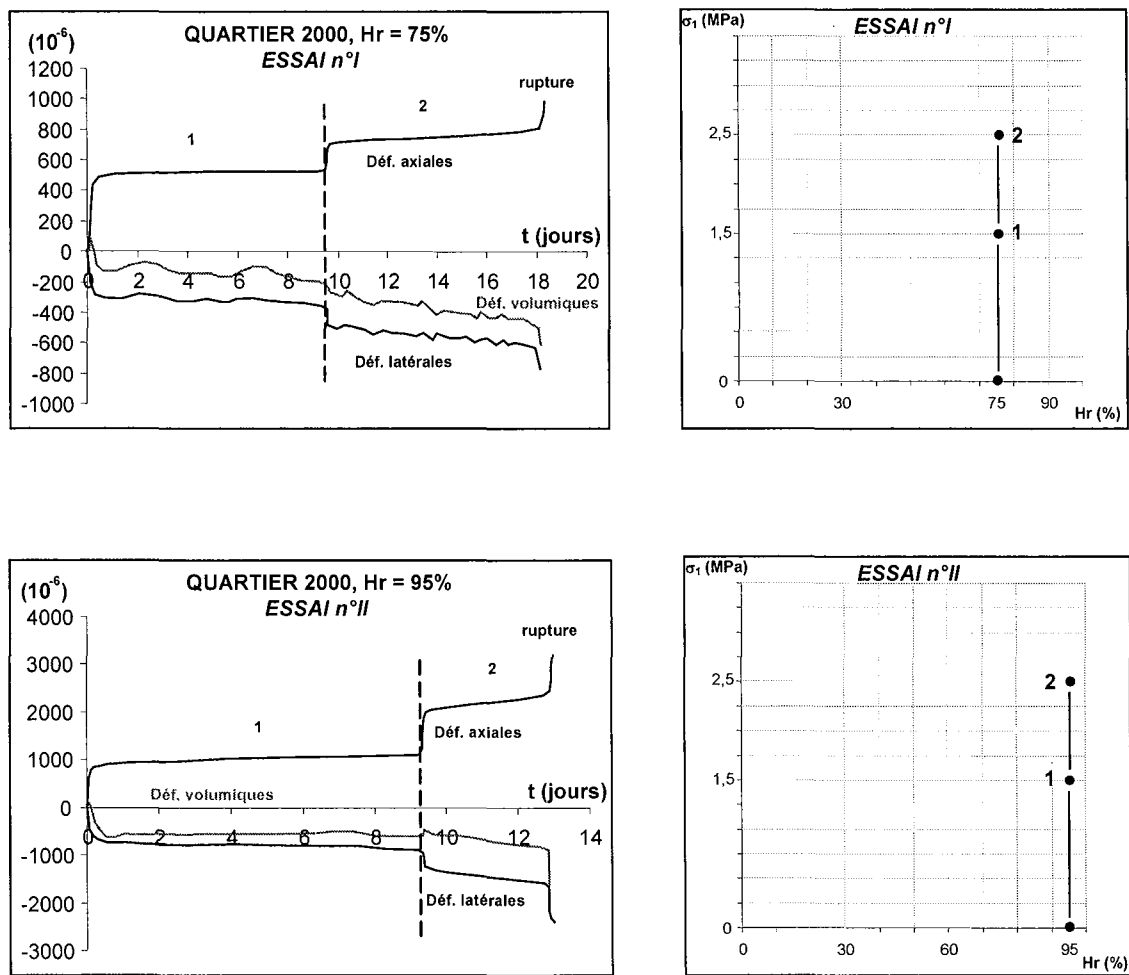 (10⁻⁶)
QUARTIER 2000, Hr = 75%
ESSAI n°I
1200
1000
800
600
400
200
0
-200
-400
-600
-800
-1000
1
2
rupture
Déf. axiales
t (jours)
0 2 4 6 8 10 12 14 16 18 20
Déf. volumiques
Déf. latérales
σ₁ (MPa)
ESSAI n°I
2,5
2
1,5
1
0
0 30 75 90
Hr (%)
(10⁻⁶)
QUARTIER 2000, Hr = 95%
ESSAI n°II
4000
3000
2000
1000
0
-1000
-2000
-3000
1
2
rupture
Déf. axiales
Déf. volumiques
t (jours)
0 2 4 6 8 10 12 14
Déf. latérales
σ₁ (MPa)
ESSAI n°II
2,5
2
1,5
1
0
0 30 60 95
Hr (%)